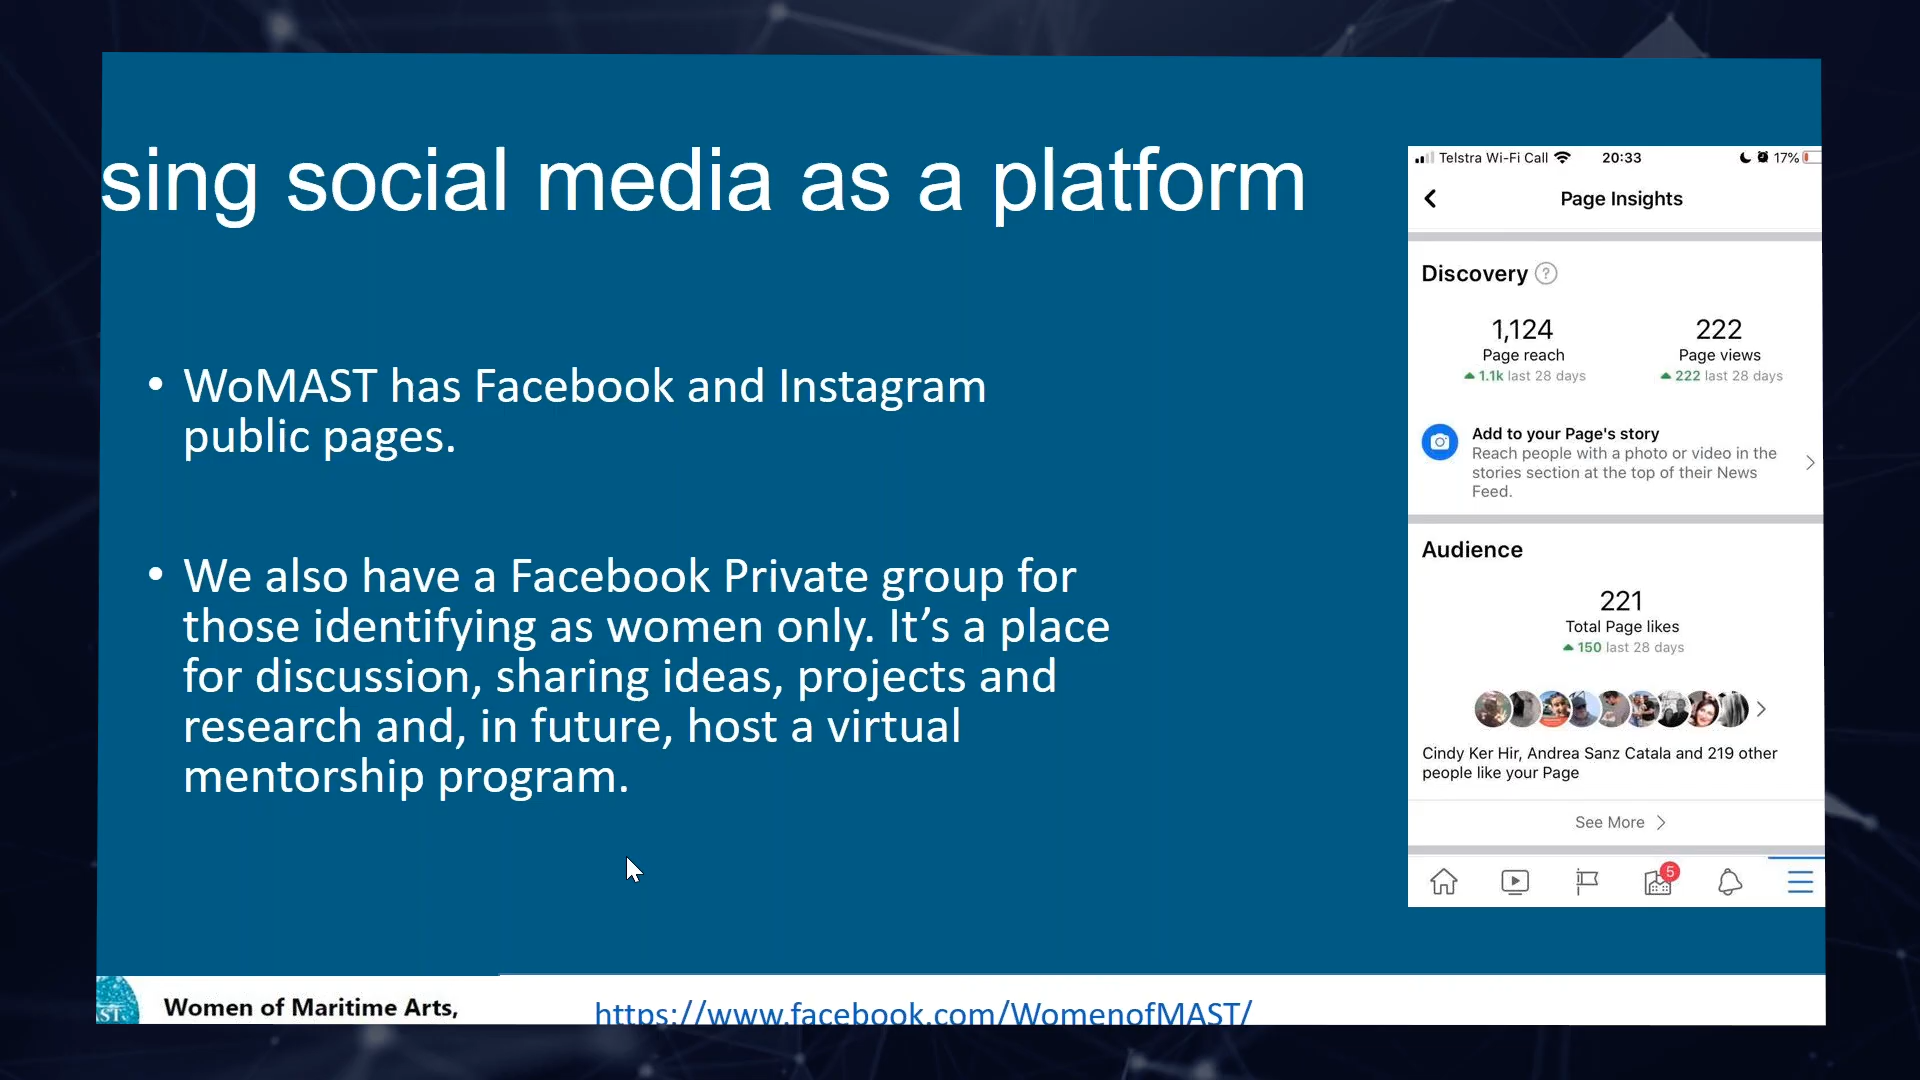 sing social media as a platform
• WoMAST has Facebook and Instagram
public pages.
• We also have a Facebook Private group for
those identifying as women only. It’s a place
for discussion, sharing ideas, projects and
research and, in future, host a virtual
mentorship program.
Telstra Wi-Fi Call 20:33 17%
Page Insights
Discovery ?
1,124 222
Page reach Page views
1.1k last 28 days 222 last 28 days
Add to your Page's story
Reach people with a photo or video in the
stories section at the top of their News
Feed.
Audience
221
Total Page likes
150 last 28 days
Cindy Ker Hir, Andrea Sanz Catala and 219 other
people like your Page
See More
5
ST
Women of Maritime Arts,
https://www.facebook.com/WomenofMAST/